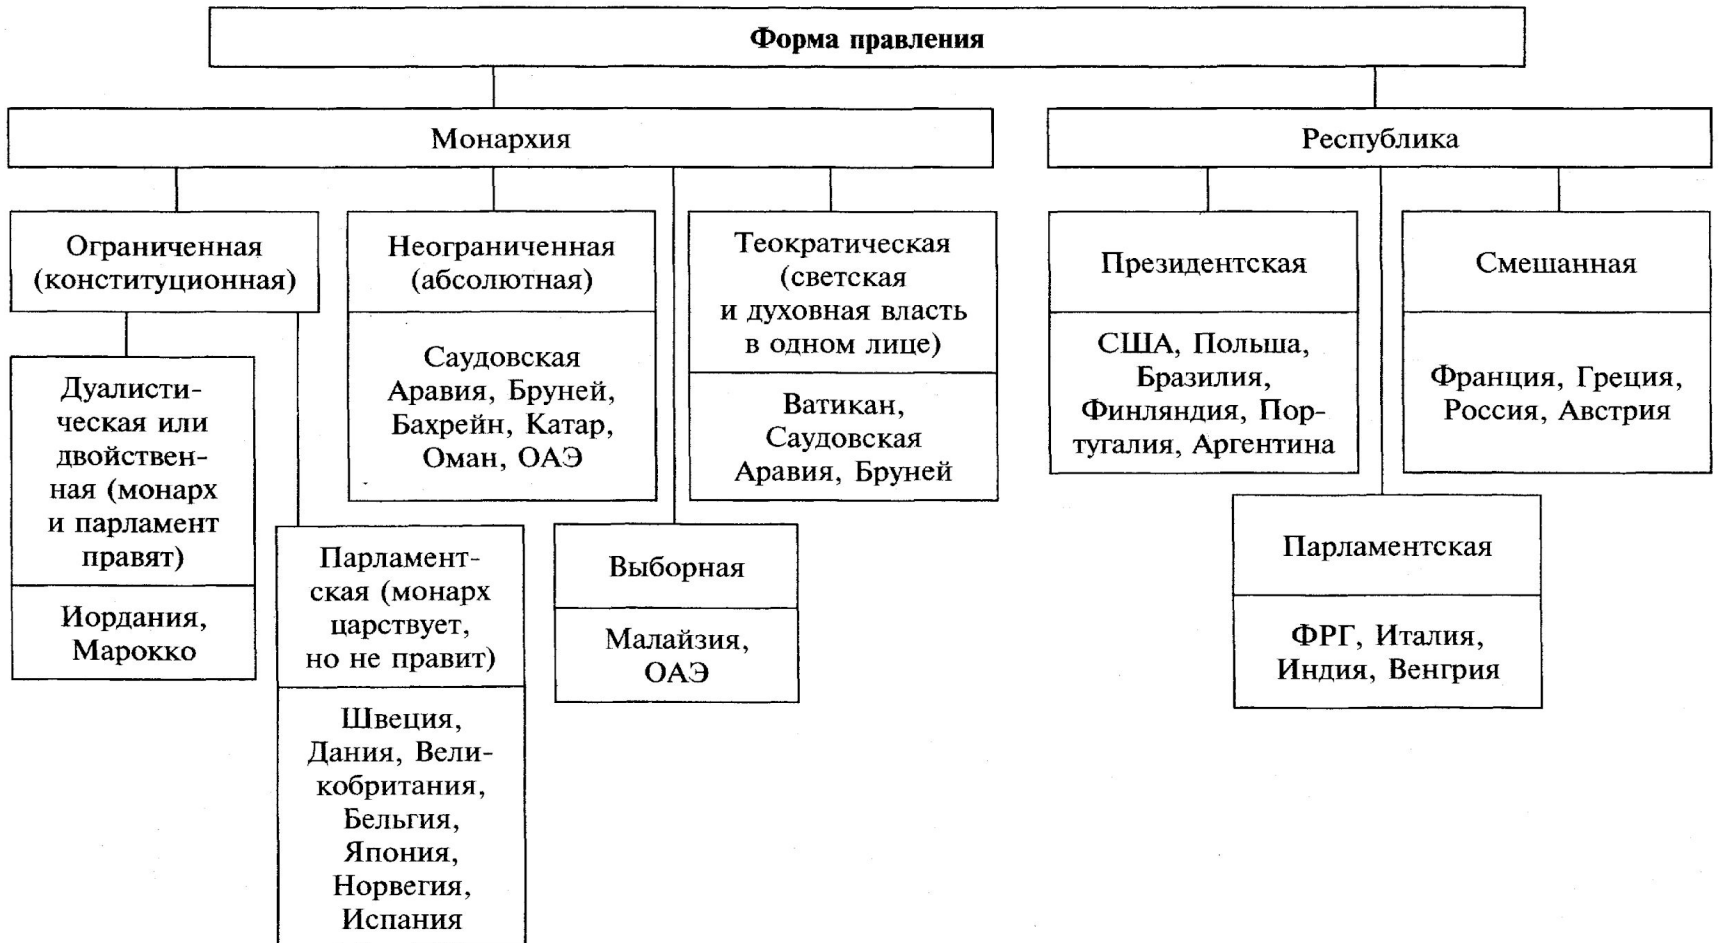 Форма правления
Монархия
Республика
Ограниченная
(конституционная)
Дуалисти-
ческая или
двойствен-
ная (монарх
и парламент
правят)
Иордания,
Марокко
Парламент-
ская (монарх
царствует,
но не правит)
Швеция,
Дания, Вели-
кобритания,
Бельгия,
Япония,
Норвегия,
Испания
Неограниченная
(абсолютная)
Саудовская
Аравия, Бруней,
Бахрейн, Катар,
Оман, ОАЭ
Выборная
Малайзия,
ОАЭ
Теократическая
(светская
и духовная власть
в одном лице)
Ватикан,
Саудовская
Аравия, Бруней
Президентская
США, Польша,
Бразилия,
Финляндия, Пор-
тугалия, Аргентина
Парламентская
ФРГ, Италия,
Индия, Венгрия
Смешанная
Франция, Греция,
Россия, Австрия